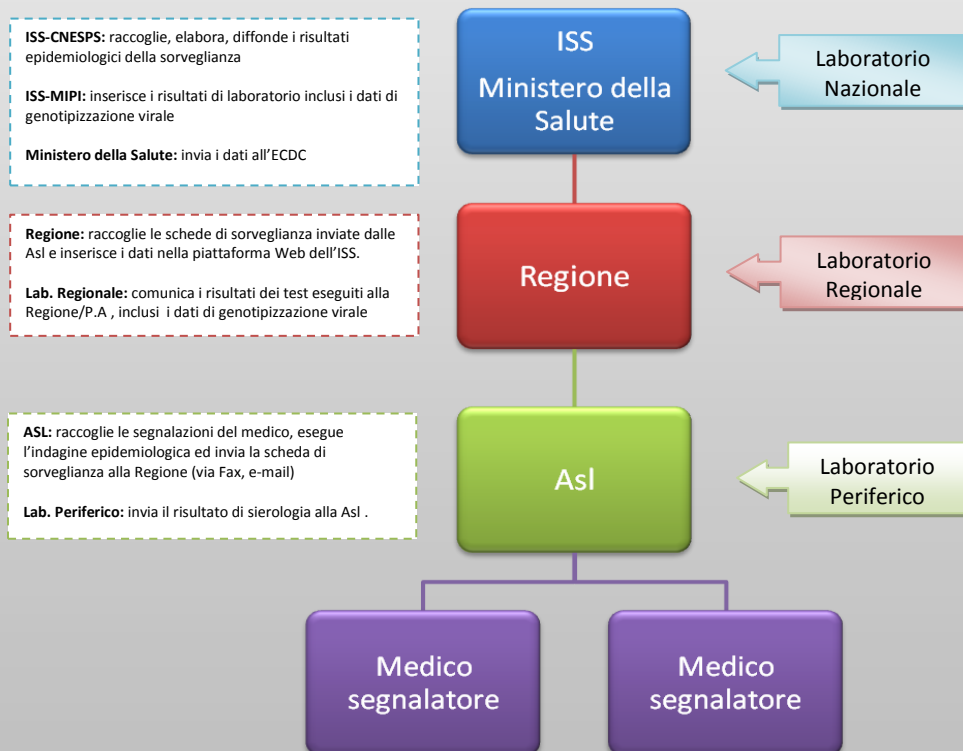 ISS-CNESPS: raccoglie, elabora, diffonde i risultati
epidemiologici della sorveglianza
ISS-MIPI: inserisce i risultati di laboratorio inclusi i dati di
genotipizzazione virale
Ministero della Salute: invia i dati all'ECDC
ISS
Ministero della
Salute
Laboratorio
Nazionale
Regione: raccoglie le schede di sorveglianza inviate dalle
Asl e inserisce i dati nella piattaforma Web dell'ISS.
Lab. Regionale: comunica i risultati dei test eseguiti alla
Regione/P.A , inclusi i dati di genotipizzazione virale
Regione
Laboratorio
Regionale
ASL: raccoglie le segnalazioni del medico, esegue
l'indagine epidemiologica ed invia la scheda di
sorveglianza alla Regione (via Fax, e-mail)
Lab. Periferico: invia il risultato di sierologia alla Asl .
Asl
Laboratorio
Periferico
Medico
segnalatore
Medico
segnalatore